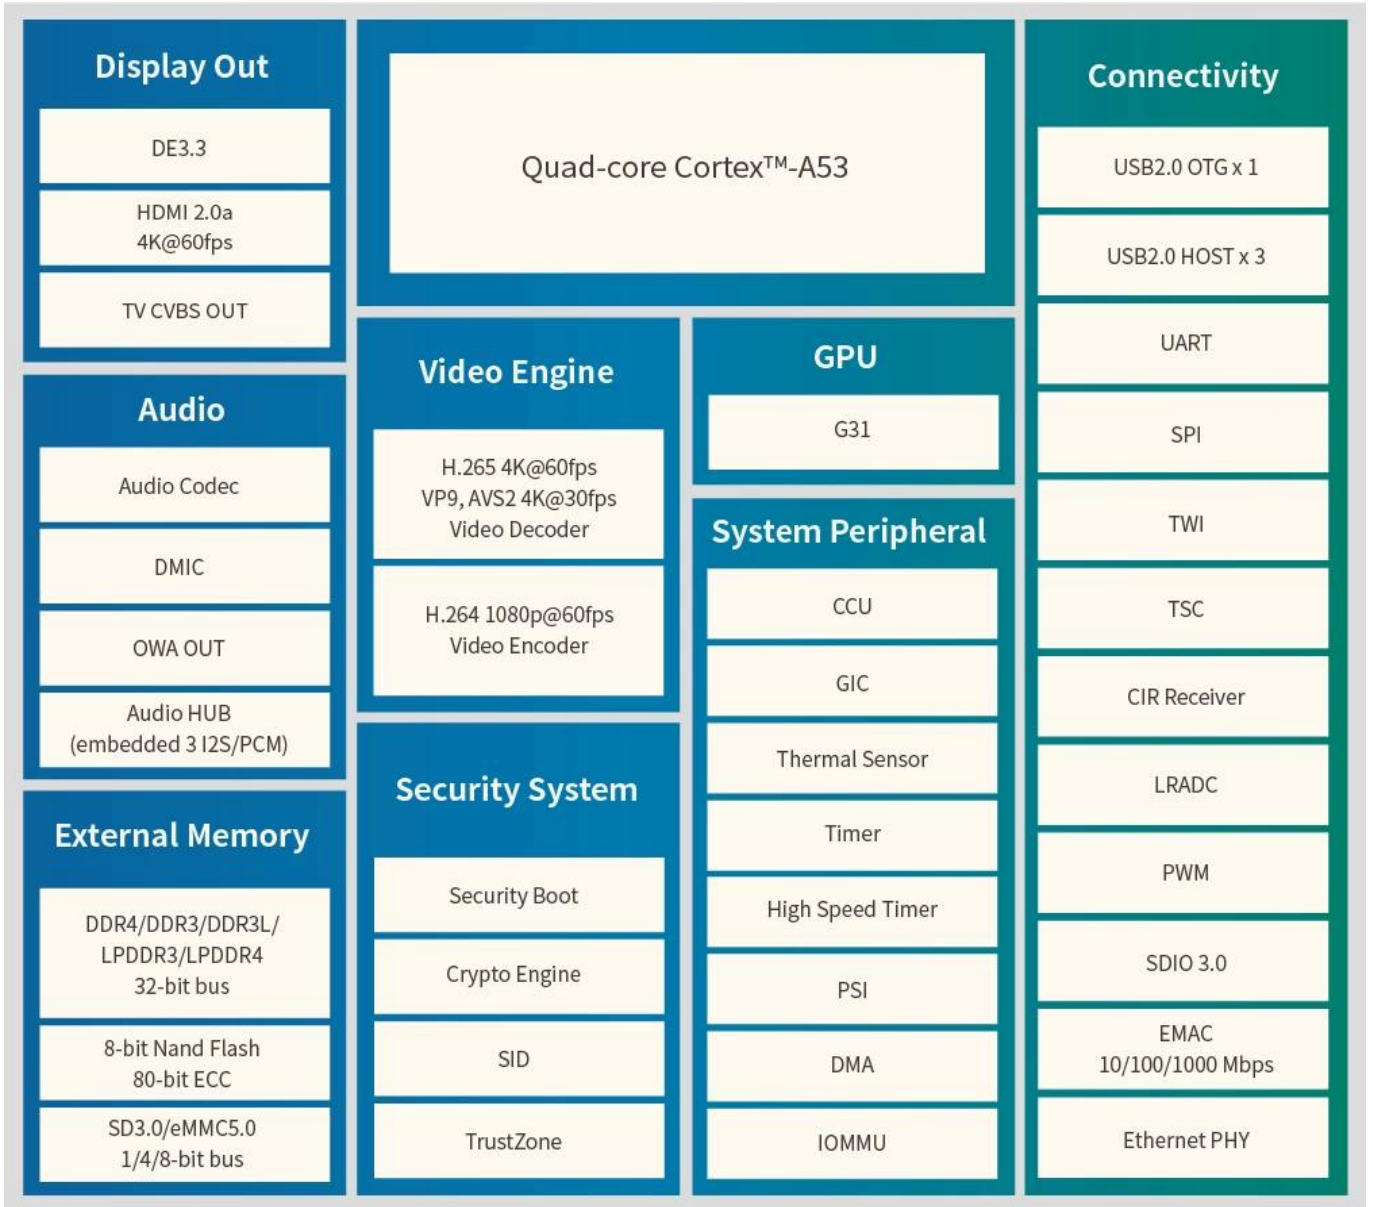 Display Out
DE3.3
HDMI 2.0a
4K@60fps
TV CVBS OUT
Audio
Audio Codec
DMIC
OWA OUT
Audio HUB
(embedded 3 I2S/PCM)
External Memory
DDR4/DDR3/DDR3L/
LPDDR3/LPDDR4
32-bit bus
8-bit Nand Flash
80-bit ECC
SD3.0/eMMC5.0
1/4/8-bit bus
Quad-core Cortex™-A53
Video Engine
H.265 4K@60fps
VP9, AVS2 4K@30fps
Video Decoder
H.264 1080p@60fps
Video Encoder
Security System
Security Boot
Crypto Engine
SID
TrustZone
GPU
G31
System Peripheral
CCU
GIC
Thermal Sensor
Timer
High Speed Timer
PSI
DMA
IOMMU
Connectivity
USB2.0 OTG x 1
USB2.0 HOST x 3
UART
SPI
TWI
TSC
CIR Receiver
LRADC
PWM
SDIO 3.0
EMAC
10/100/1000 Mbps
Ethernet PHY